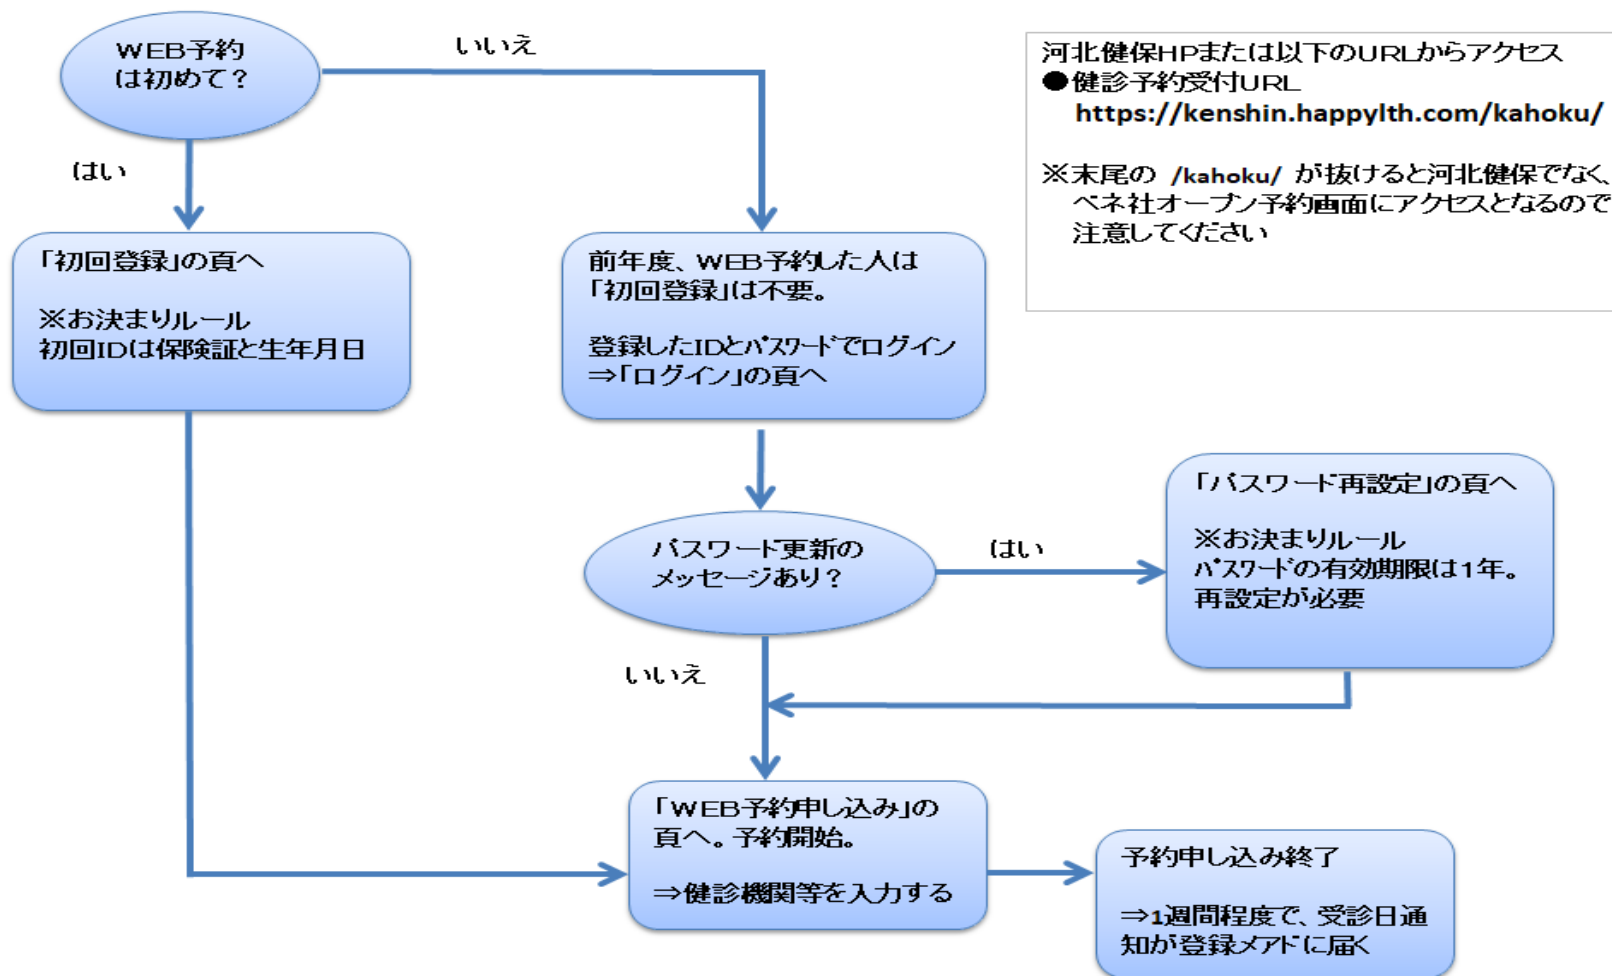 WEB予約
は初めて？
いいえ
はい
河北健保HPまたは以下のURLからアクセス
●健診予約受付URL
https://kenshin.happylth.com/kahoku/
※末尾の /kahoku/ が抜けると河北健保でなく、
ベネ社オープン予約画面にアクセスとなるので
注意してください
「初回登録」の頁へ
※お決まりルール
初回IDは保険証と生年月日
前年度、WEB予約した人は
「初回登録」は不要。
登録したIDとﾊﾟｽﾜｰﾄﾞでログイン
⇒「ログイン」の頁へ
パスワード更新の
メッセージあり？
はい
いいえ
「パスワード再設定」の頁へ
※お決まりルール
ﾊﾟｽﾜｰﾄﾞの有効期限は1年。
再設定が必要
「WEB予約申し込み」の
頁へ。予約開始。
⇒健診機関等を入力する
予約申し込み終了
⇒1週間程度で、受診日通
知が登録メアドに届く